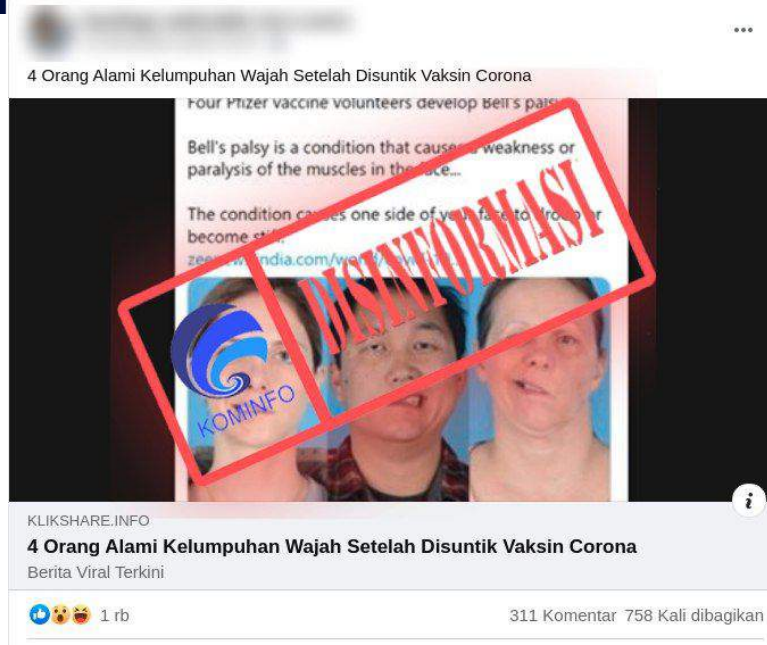 4 Orang Alami Kelumpuhan Wajah Setelah Disuntik Vaksin Corona
Four Pfizer vaccine volunteers develop Bell's palsy
Bell's palsy is a condition that causes a weakness or
paralysis of the muscles in the face...
The condition causes one side of your face to droop or
become stiff.
DISINFORMASI
KOMINFO
KLIKSHARE.INFO
4 Orang Alami Kelumpuhan Wajah Setelah Disuntik Vaksin Corona
Berita Viral Terkini
1 rb
311 Komentar 758 Kali dibagikan